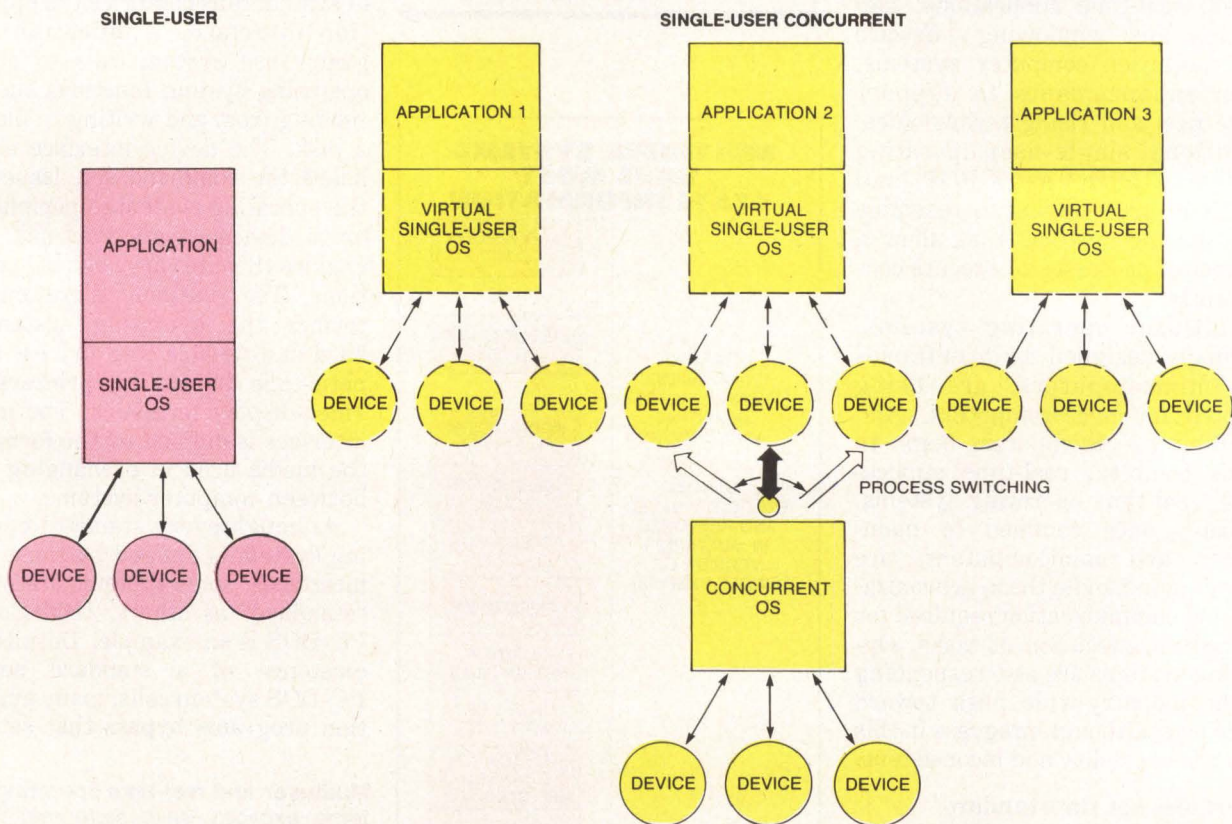 SINGLE-USER
APPLICATION
SINGLE-USER
OS
DEVICE
DEVICE
DEVICE
SINGLE-USER CONCURRENT
APPLICATION 1
VIRTUAL
SINGLE-USER
OS
APPLICATION 2
VIRTUAL
SINGLE-USER
OS
APPLICATION 3
VIRTUAL
SINGLE-USER
OS
DEVICE
DEVICE
DEVICE
DEVICE
DEVICE
DEVICE
DEVICE
DEVICE
DEVICE
PROCESS SWITCHING
CONCURRENT
OS
DEVICE
DEVICE
DEVICE